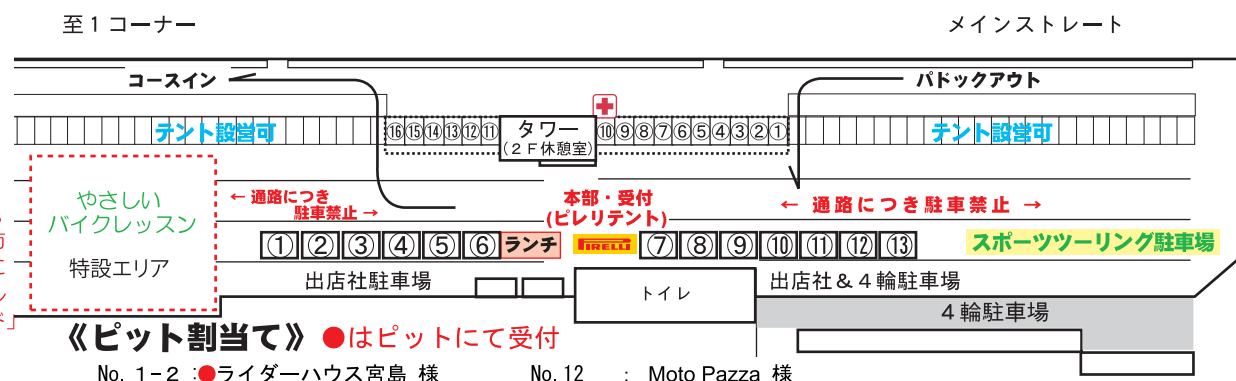 至1コーナー
メインストレート
コースイン
パドックアウト
テント設営可
⑯⑮⑭⑬⑫⑪
タワー
(2F休憩室)
⑩⑨⑧⑦⑥⑤④③②①
テント設営可
やさしい
バイクレッスン
特設エリア
← 通路につき
駐車禁止 →
本部・受付
(ピレリテント)
← 通路につき駐車禁止 →
①②③④⑤⑥
ランチ
PIRELLI
⑦⑧⑨⑩⑪⑫⑬
スポーツツーリング駐車場
出店社駐車場
トイレ
出店社&4輪駐車場
4輪駐車場
《ピット割当て》●はピットにて受付
No. 1-2 :●ライダーハウス宮島 様
No. 12 : Moto Pazza 様